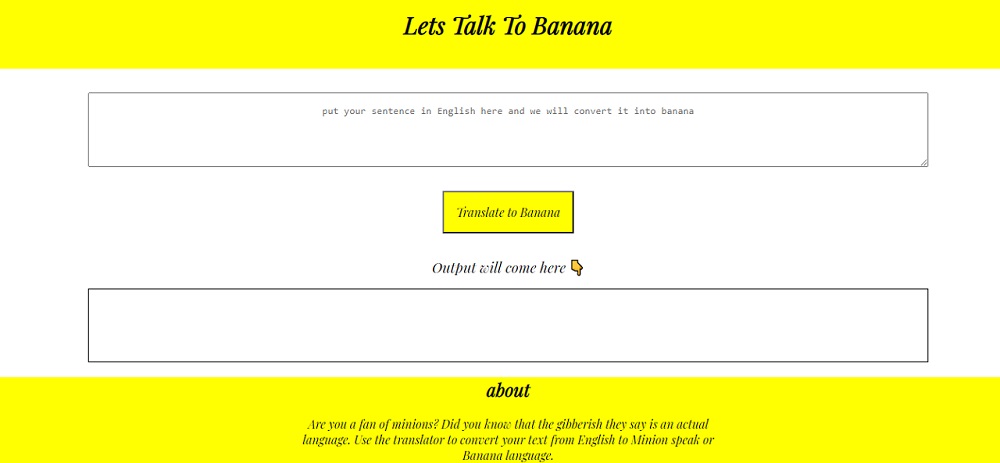 Lets Talk To Banana
put your sentence in English here and we will convert it into banana
Translate to Banana
Output will come here 👇
about
Are you a fan of minions? Did you know that the gibberish they say is an actual
language. Use the translator to convert your text from English to Minion speak or
Banana language.